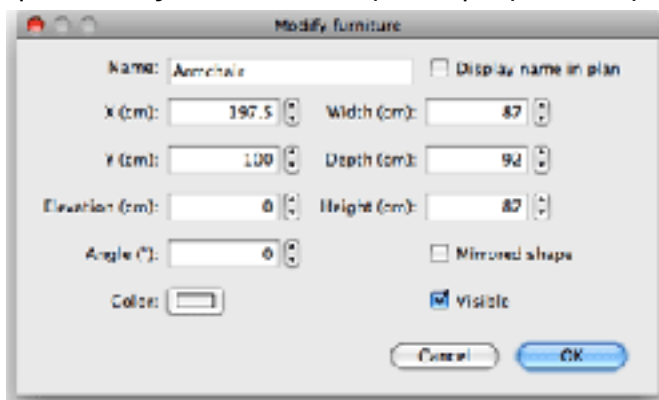 Modify furniture
Name: Armchair Display name in plan
X (cm): 197.5 Width (cm): 87
Y (cm): 100 Depth (cm): 92
Elevation (cm): 0 Height (cm): 87
Angle (°): 0 Mirrored shape
Color: Visible
Cancel OK